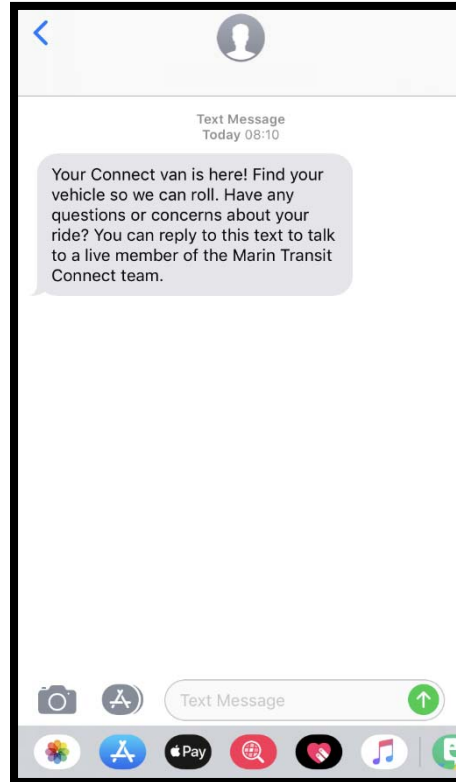 Text Message
Today 08:10
Your Connect van is here! Find your
vehicle so we can roll. Have any
questions or concerns about your
ride? You can reply to this text to talk
to a live member of the Marin Transit
Connect team.
Text Message
Pay